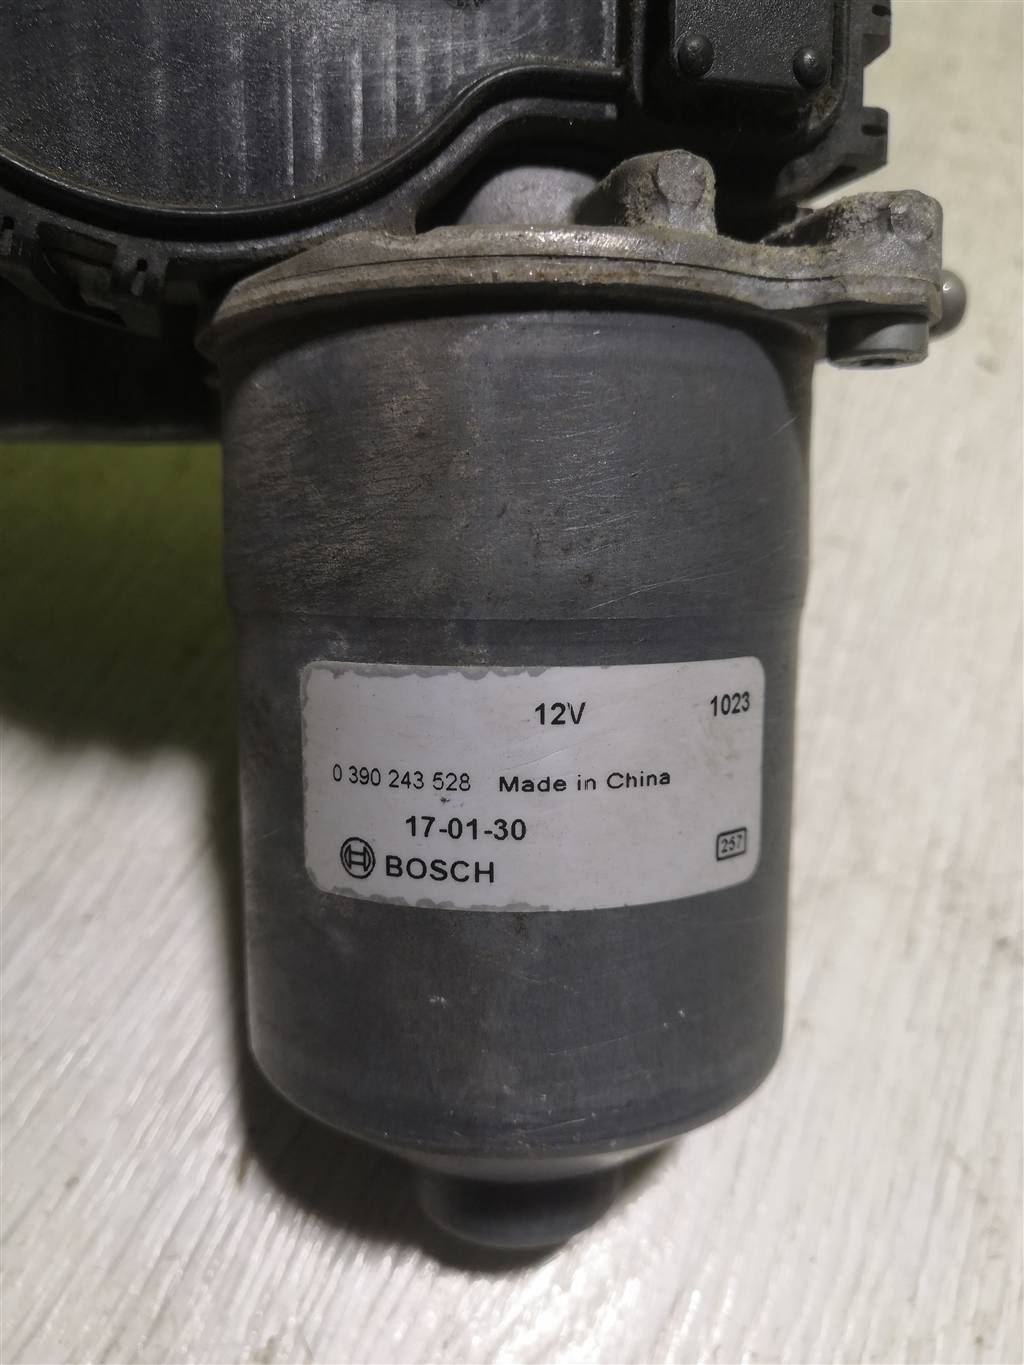 12V 1023
0 390 243 528 Made in China
17-01-30
BOSCH 257